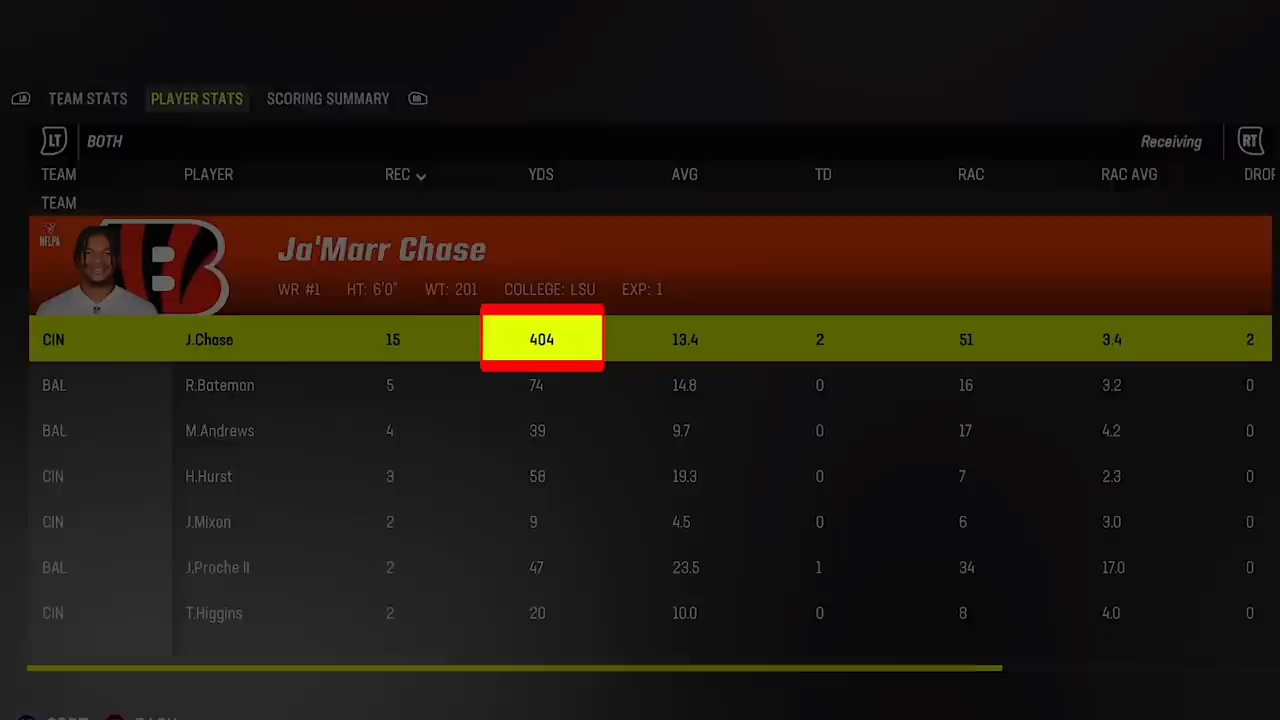 LB TEAM STATS PLAYER STATS SCORING SUMMARY RB
LT BOTH Receiving RT
TEAM PLAYER REC YDS AVG TD RAC RAC AVG DROP
TEAM
NFLPA
B
Ja'Marr Chase
WR #1 HT: 6'0" WT: 201 COLLEGE: LSU EXP: 1
CIN J.Chase 15 404 13.4 2 51 3.4 2
BAL R.Bateman 5 74 14.8 0 16 3.2 0
BAL M.Andrews 4 39 9.7 0 17 4.2 0
CIN H.Hurst 3 58 19.3 0 7 2.3 0
CIN J.Mixon 2 9 4.5 0 6 3.0 0
BAL J.Proche II 2 47 23.5 1 34 17.0 0
CIN T.Higgins 2 20 10.0 0 8 4.0 0